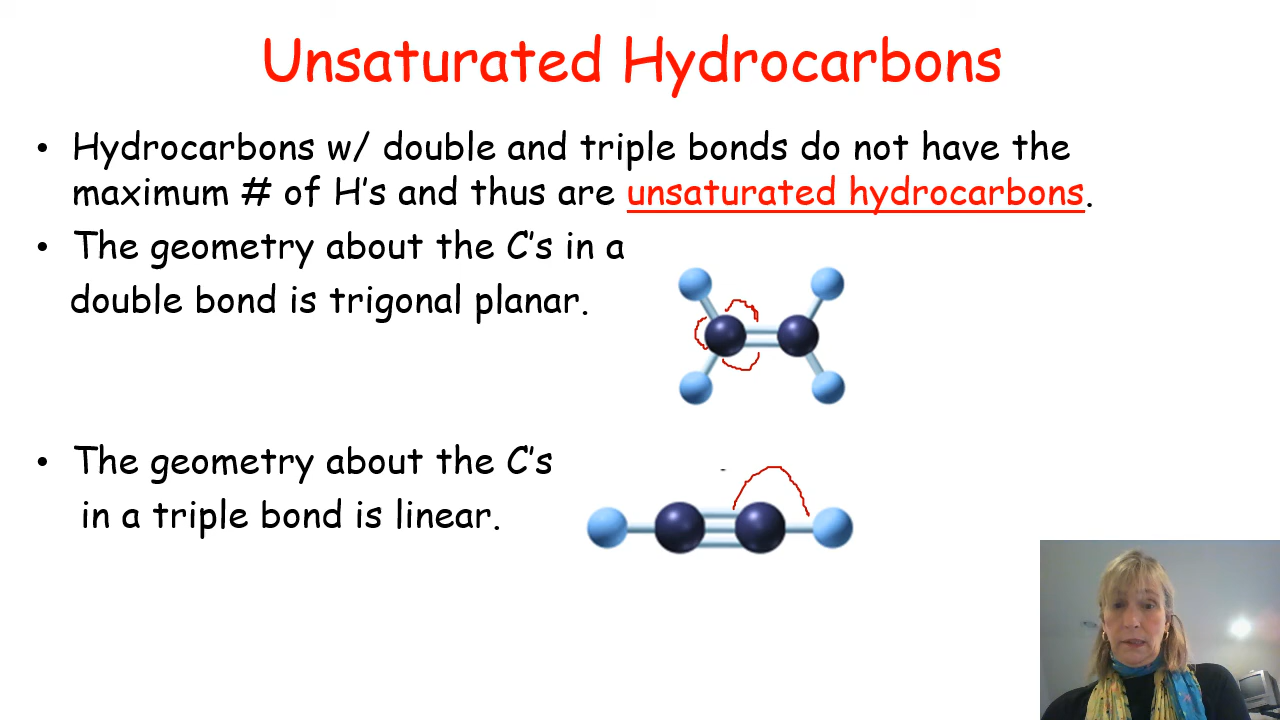 Unsaturated Hydrocarbons
• Hydrocarbons w/ double and triple bonds do not have the
maximum # of H's and thus are unsaturated hydrocarbons.
• The geometry about the C's in a
double bond is trigonal planar.
• The geometry about the C's
in a triple bond is linear.